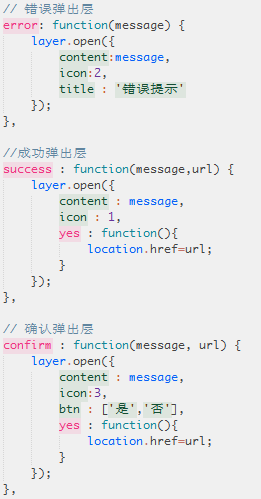 // 错误弹出层
error: function(message) {
layer.open({
content:message,
icon:2,
title : '错误提示'
});
},
//成功弹出层
success : function(message,url) {
layer.open({
content : message,
icon : 1,
yes : function(){
location.href=url;
}
});
},
// 确认弹出层
confirm : function(message, url) {
layer.open({
content : message,
icon:3,
btn : ['是','否'],
yes : function(){
location.href=url;
}
});
},